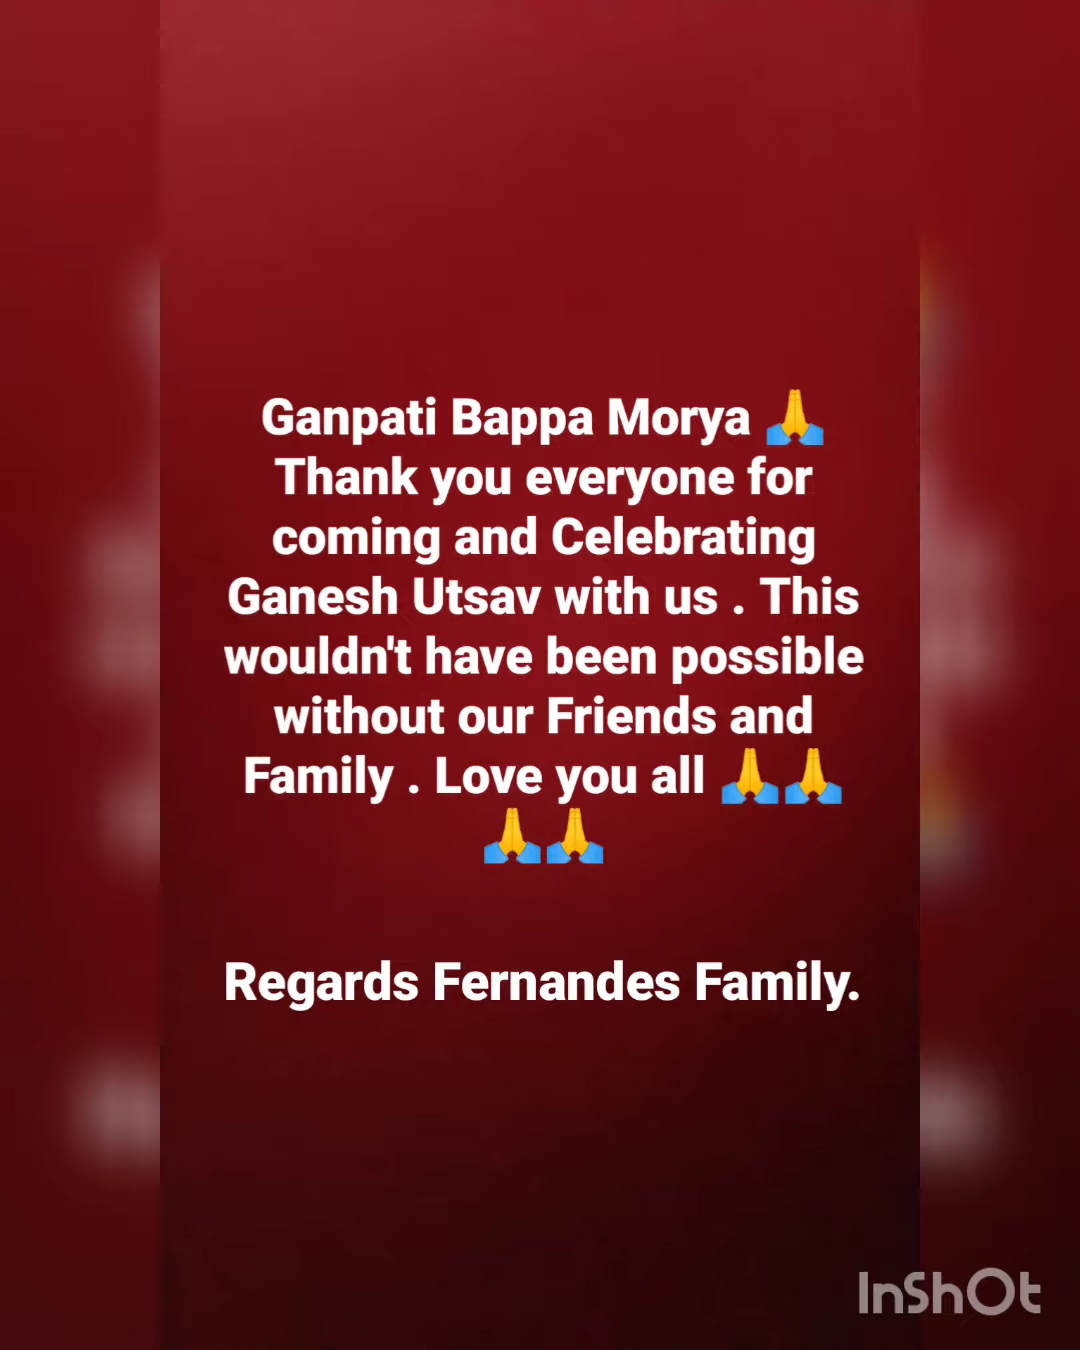 Ganpati Bappa Morya 🙏
Thank you everyone for
coming and Celebrating
Ganesh Utsav with us . This
wouldn't have been possible
without our Friends and
Family . Love you all 🙏🙏
🙏🙏
Regards Fernandes Family.
InShOt